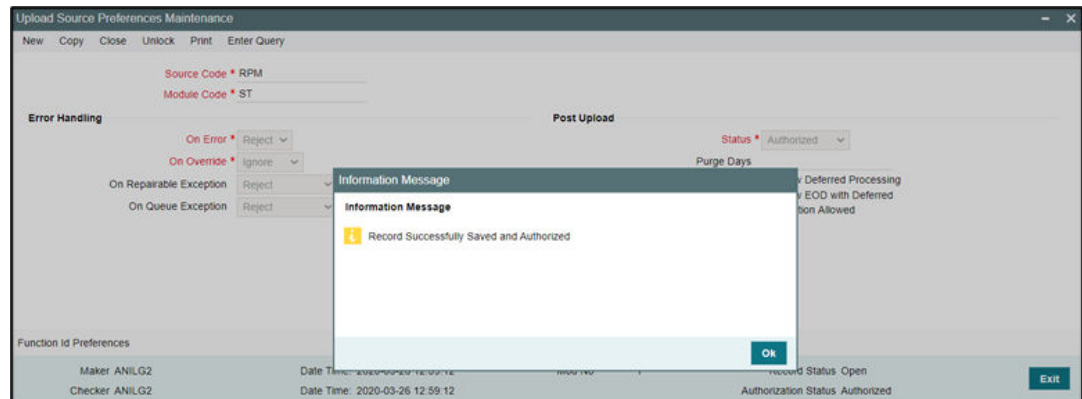 Upload Source Preferences Maintenance
New Copy Close Unlock Print Enter Query
Source Code * RPM
Module Code * ST
Error Handling
Post Upload
On Error * Reject
Status * Authorized
On Override * Ignore
Purge Days
On Repairable Exception Reject
Deferred Processing
On Queue Exception Reject
EOD with Deferred
Allowed
Information Message
Information Message
Record Successfully Saved and Authorized
Ok
Function Id Preferences
Maker ANILG2
Date
Status Open
Checker ANILG2
Date Time: 2020-03-26 12:59:12
Authorization Status Authorized
Exit